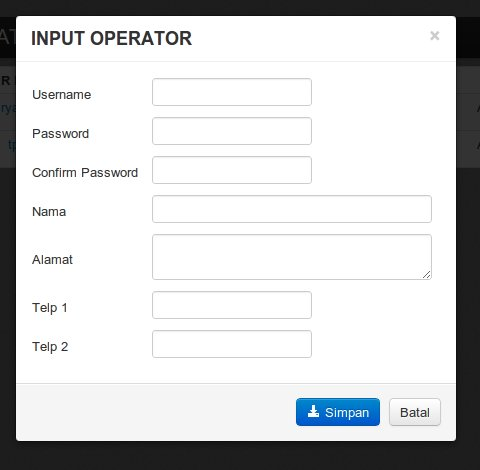 INPUT OPERATOR ×
Username
Password
Confirm Password
Nama
Alamat
Telp 1
Telp 2
Simpan Batal